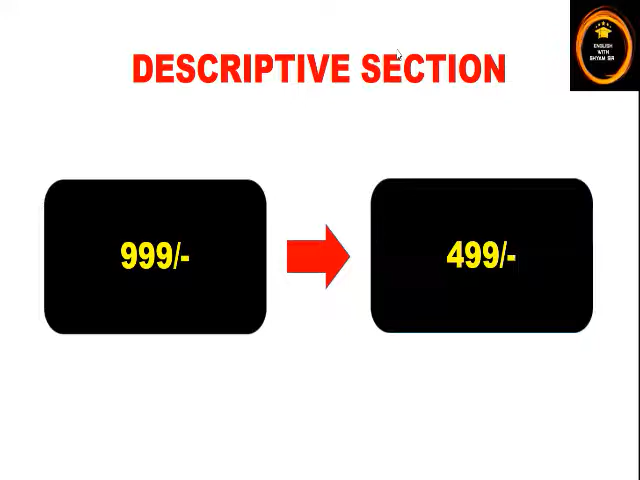 DESCRIPTIVE SECTION
ENGLISH
WITH
SHYAM SIR
999/-
499/-